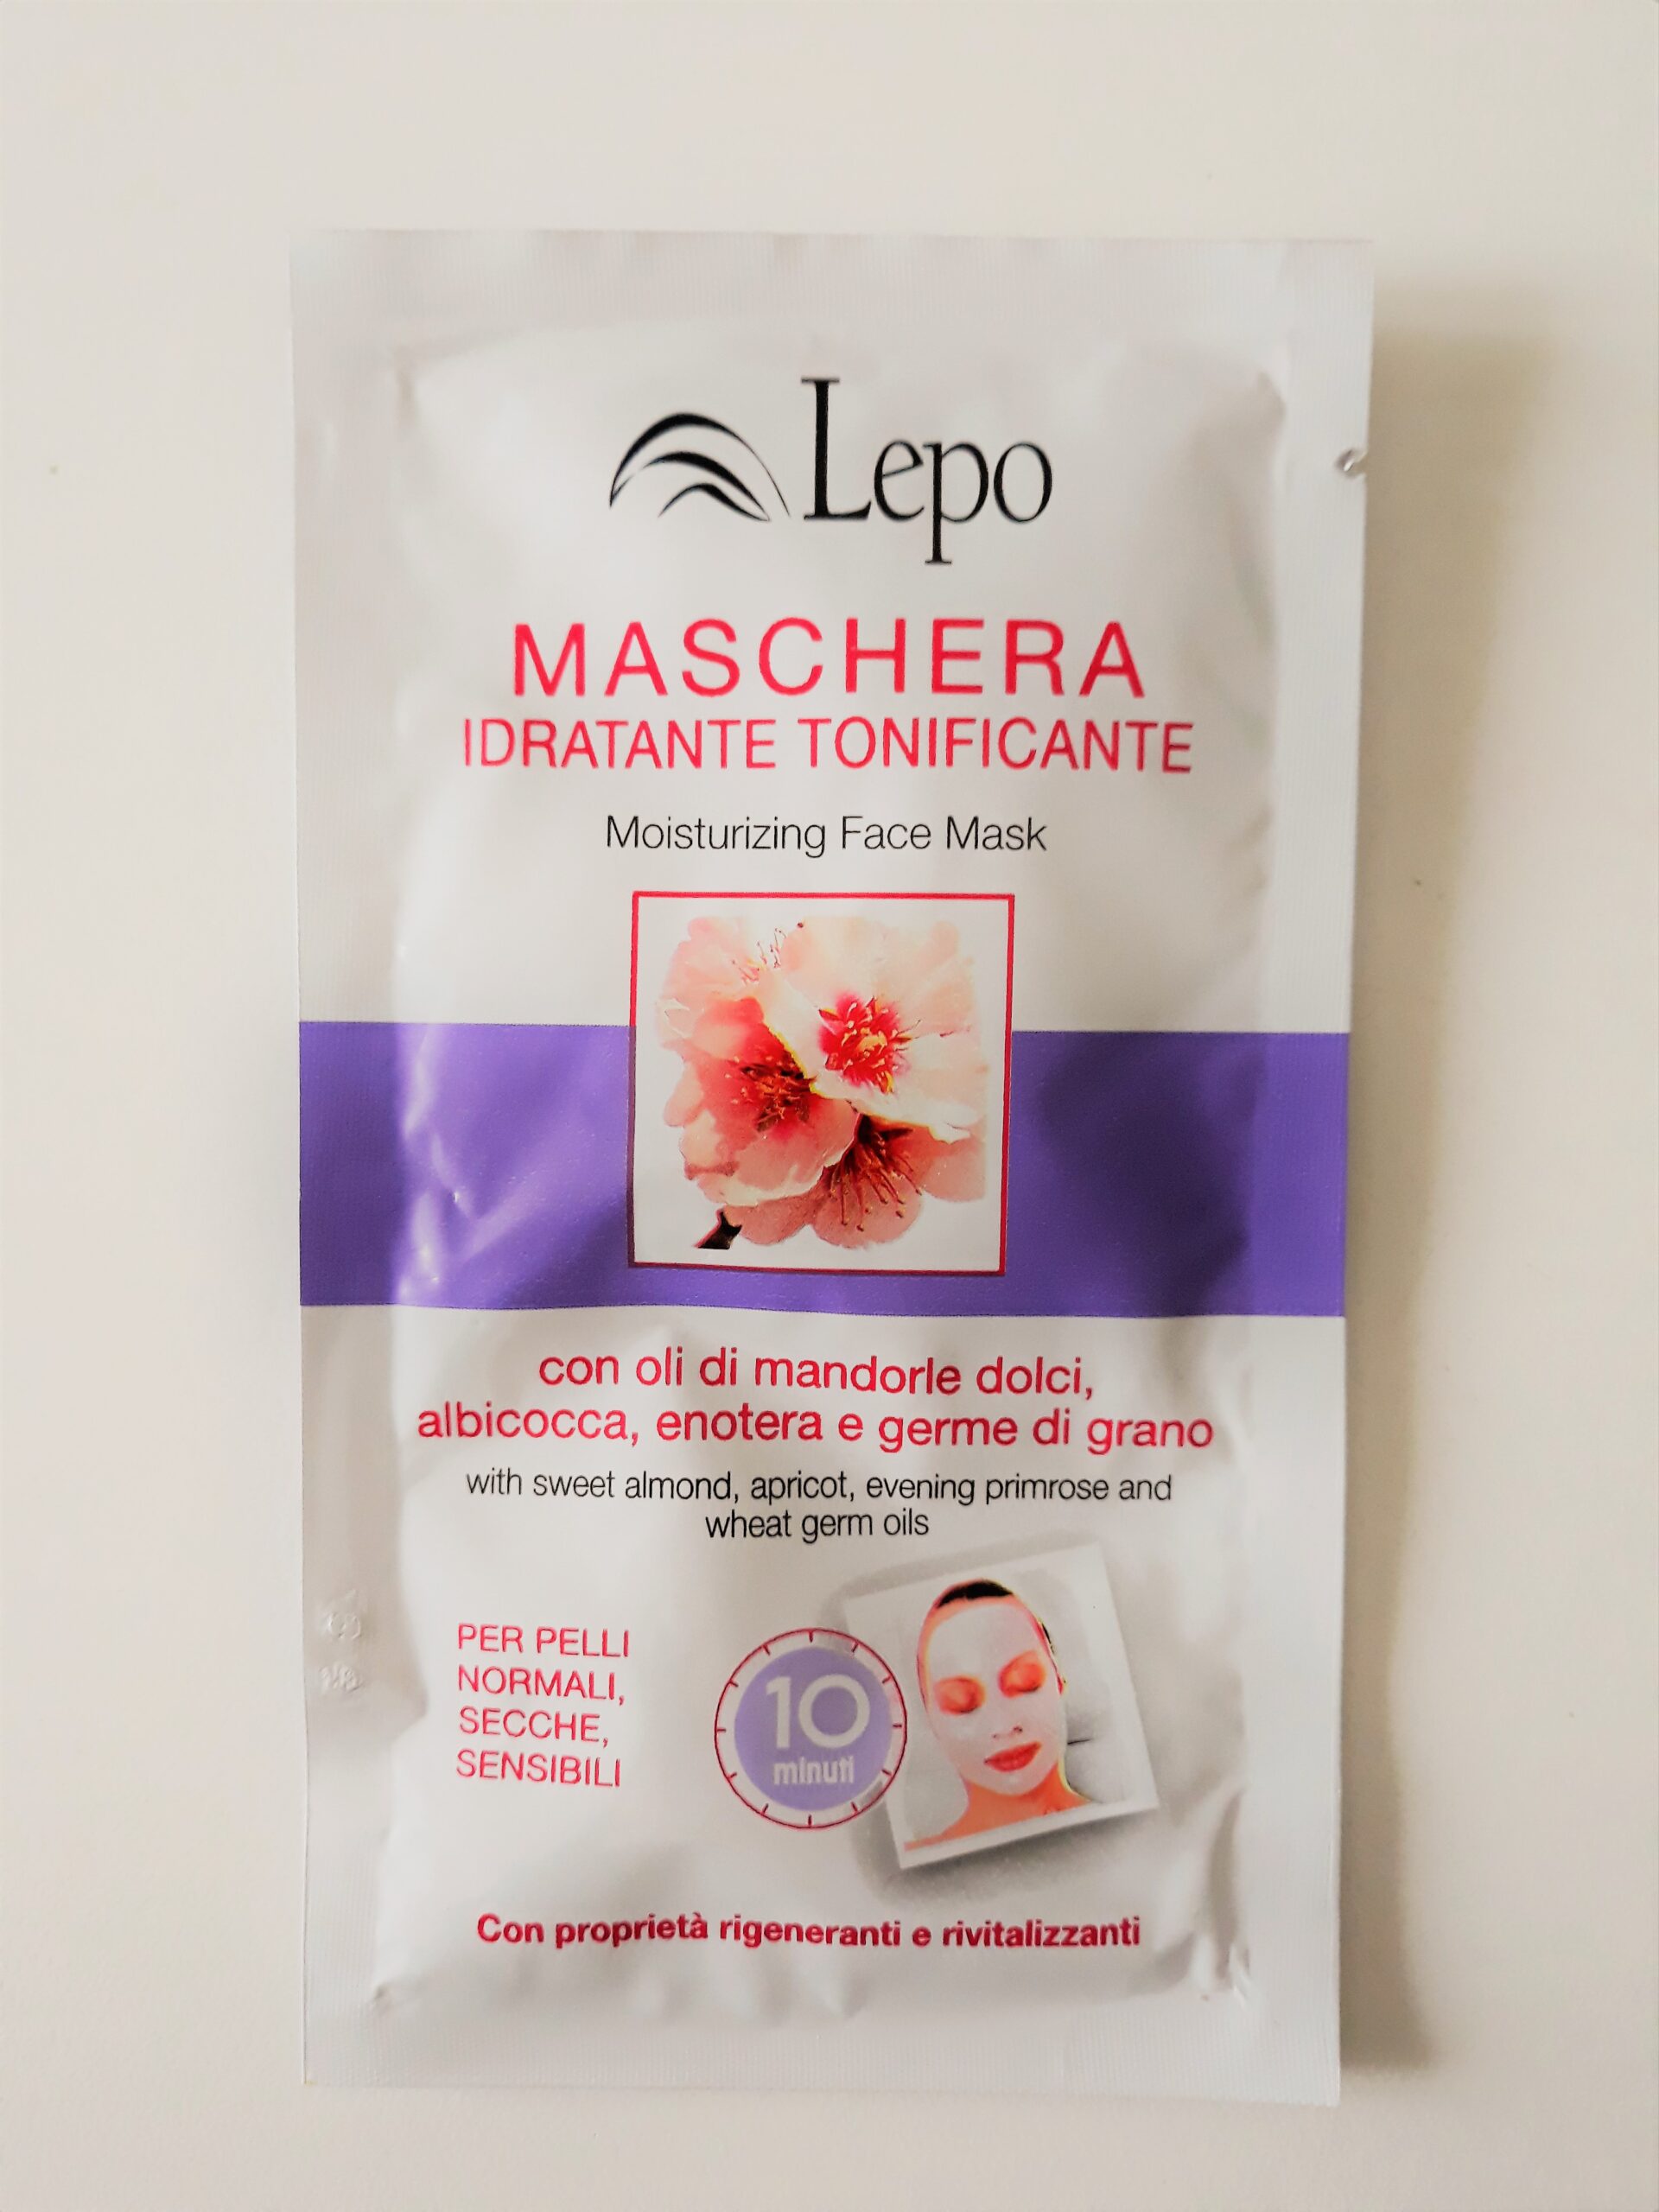 Lepo
MASCHERA
IDRATANTE TONIFICANTE
Moisturizing Face Mask
con oli di mandorle dolci,
albicocca, enotera e germe di grano
with sweet almond, apricot, evening primrose and
wheat germ oils
PER PELLI
NORMALI,
SECCHE,
SENSIBILI
10
minuti
Con proprietà rigeneranti e rivitalizzanti